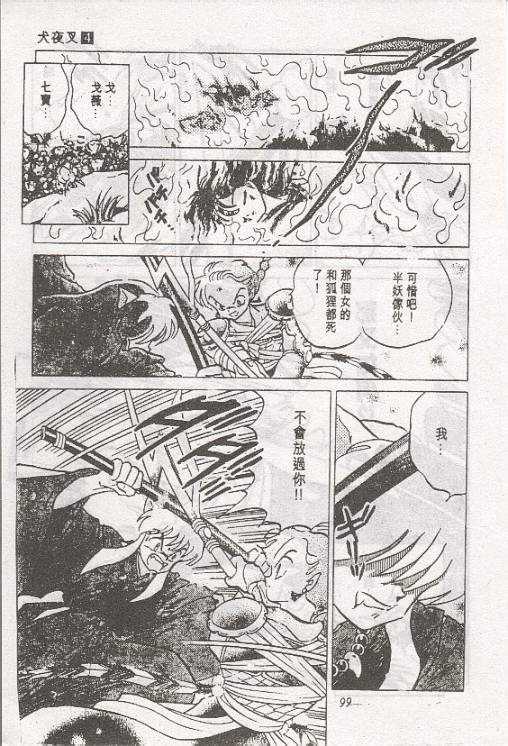 犬夜叉4
戈…
戈薇…
七寶…
可憎吧！
半妖傢伙…
那個女的
和狐狸都死
了！
我…
不會放過你!!
99